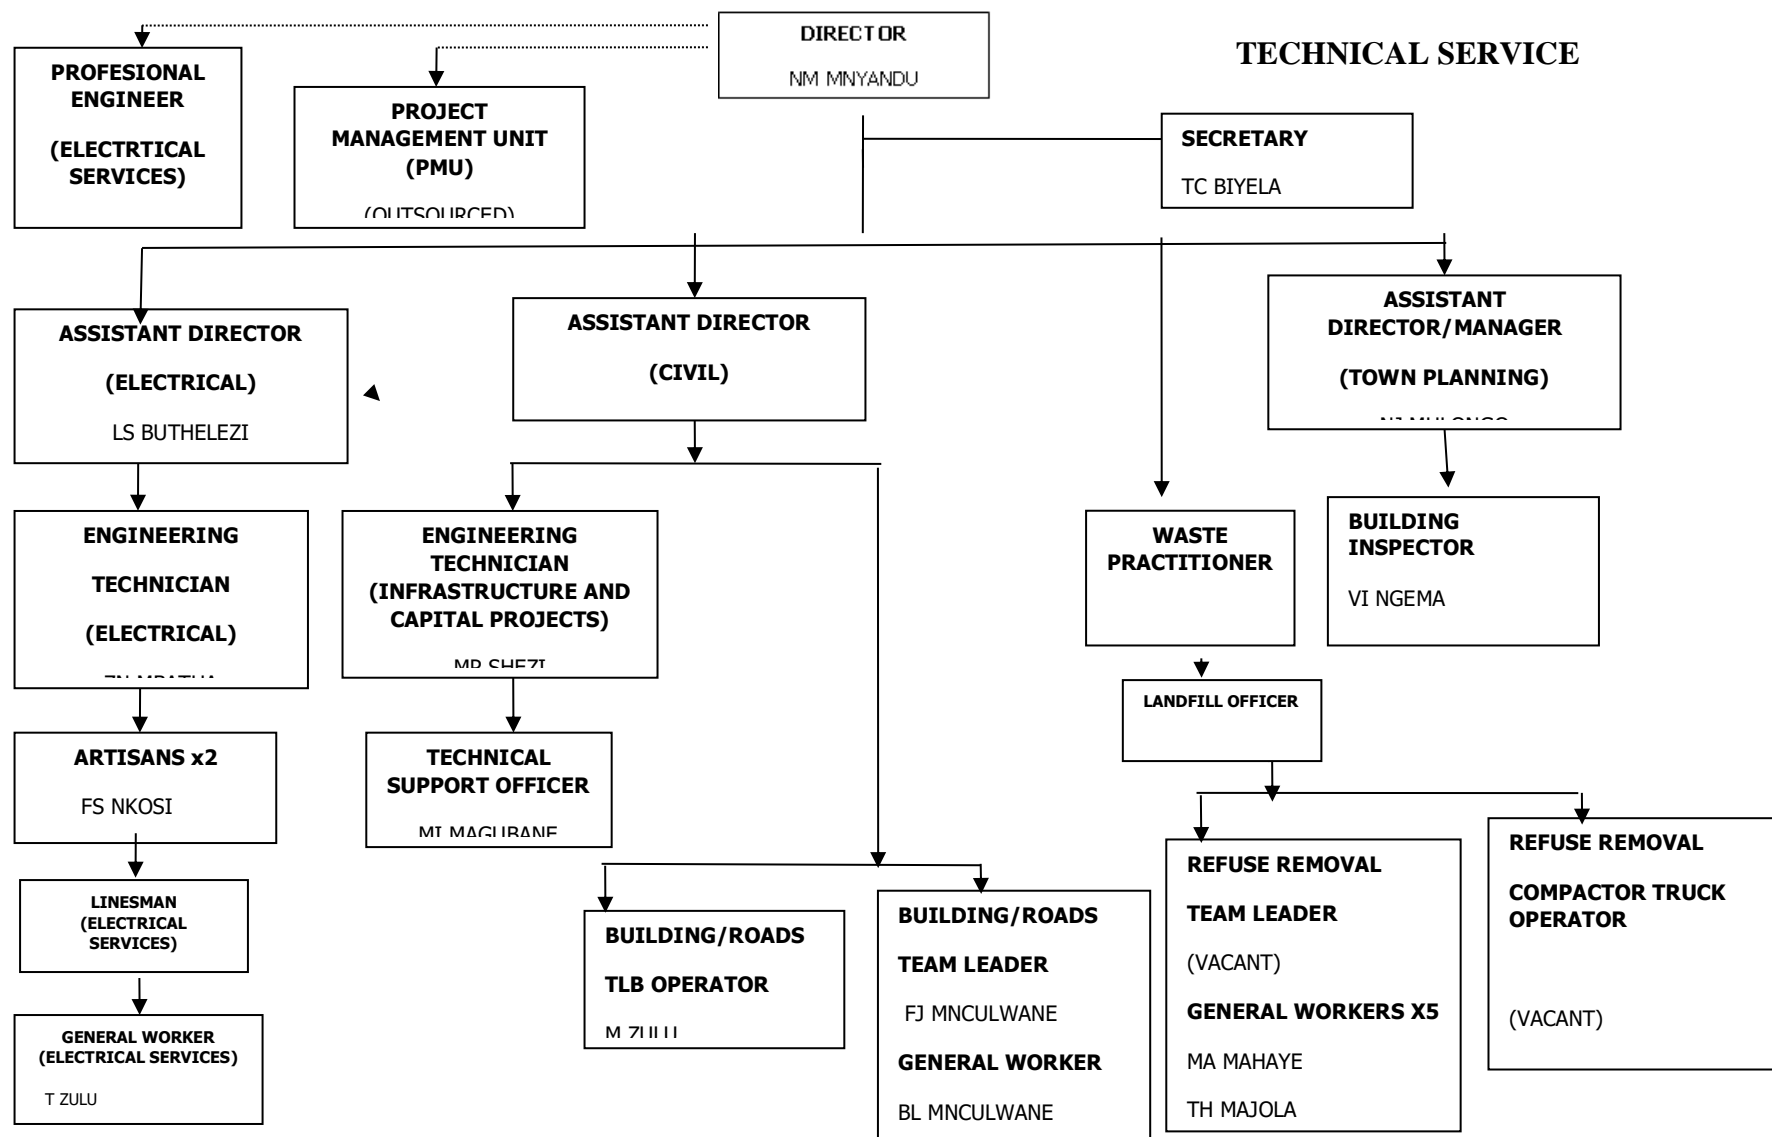 DIRECTOR
NM MNYANDU
TECHNICAL SERVICE
PROFESIONAL
ENGINEER
(ELECTRTICAL
SERVICES)
PROJECT
MANAGEMENT UNIT
(PMU)
(OUTSOURCED)
SECRETARY
TC BIYELA
ASSISTANT DIRECTOR
(ELECTRICAL)
LS BUTHELEZI
ASSISTANT DIRECTOR
(CIVIL)
ASSISTANT
DIRECTOR/MANAGER
(TOWN PLANNING)
ENGINEERING
TECHNICIAN
(ELECTRICAL)
ENGINEERING
TECHNICIAN
(INFRASTRUCTURE AND
CAPITAL PROJECTS)
SHEZI
WASTE
PRACTITIONER
BUILDING
INSPECTOR
VI NGEMA
LANDFILL OFFICER
ARTISANS x2
FS NKOSI
TECHNICAL
SUPPORT OFFICER
MAGUBANE
LINESMAN
(ELECTRICAL
SERVICES)
GENERAL WORKER
(ELECTRICAL SERVICES)
T ZULU
BUILDING/ROADS
TLB OPERATOR
M ZULU
BUILDING/ROADS
TEAM LEADER
FJ MNCULWANE
GENERAL WORKER
BL MNCULWANE
REFUSE REMOVAL
TEAM LEADER
(VACANT)
GENERAL WORKERS X5
MA MAHAYE
TH MAJOLA
REFUSE REMOVAL
COMPACTOR TRUCK
OPERATOR
(VACANT)